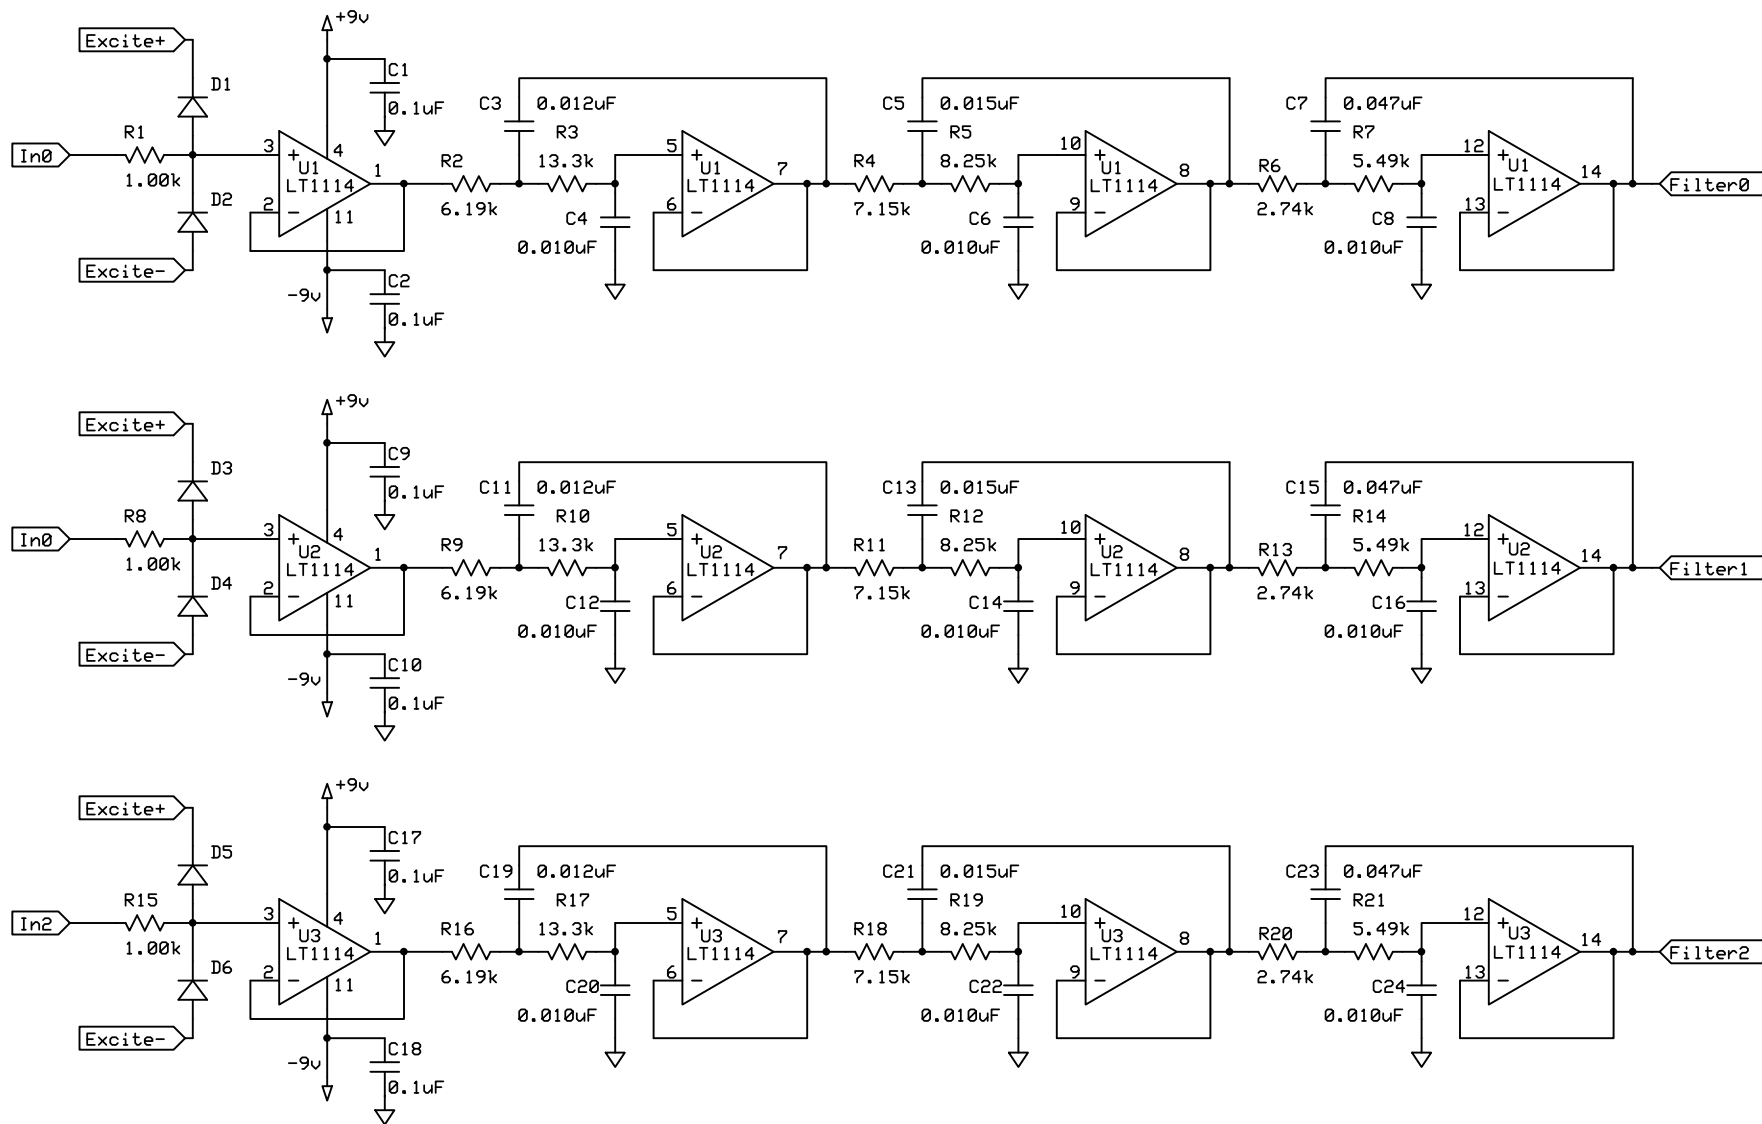 +9v
Excite+
D1
C1
0.1uF
C3
0.012uF
C5
0.015uF
C7
0.047uF
R1
R3
R5
R7
In0
1.00k
3
+
4
U1
LT1114
1
2
-
11
R2
6.19k
13.3k
5
+
U1
LT1114
7
6
-
R4
7.15k
8.25k
10
+
U1
LT1114
8
9
-
R6
2.74k
5.49k
12
+
U1
LT1114
14
13
-
Filter0
D2
C4
0.010uF
C6
0.010uF
C8
0.010uF
Excite-
-9v
C2
0.1uF
+9v
Excite+
D3
C9
0.1uF
C11
0.012uF
C13
0.015uF
C15
0.047uF
R8
R10
R12
R14
In0
1.00k
3
+
4
U2
LT1114
1
2
-
11
R9
6.19k
13.3k
5
+
U2
LT1114
7
6
-
R11
7.15k
8.25k
10
+
U2
LT1114
8
9
-
R13
2.74k
5.49k
12
+
U2
LT1114
14
13
-
Filter1
D4
C12
0.010uF
C14
0.010uF
C16
0.010uF
Excite-
-9v
C10
0.1uF
+9v
Excite+
D5
C17
0.1uF
C19
0.012uF
C21
0.015uF
C23
0.047uF
R15
R17
R19
R21
In2
1.00k
3
+
4
U3
LT1114
1
2
-
11
R16
6.19k
13.3k
5
+
U3
LT1114
7
6
-
R18
7.15k
8.25k
10
+
U3
LT1114
8
9
-
R20
2.74k
5.49k
12
+
U3
LT1114
14
13
-
Filter2
D6
C20
0.010uF
C22
0.010uF
C24
0.010uF
Excite-
-9v
C18
0.1uF